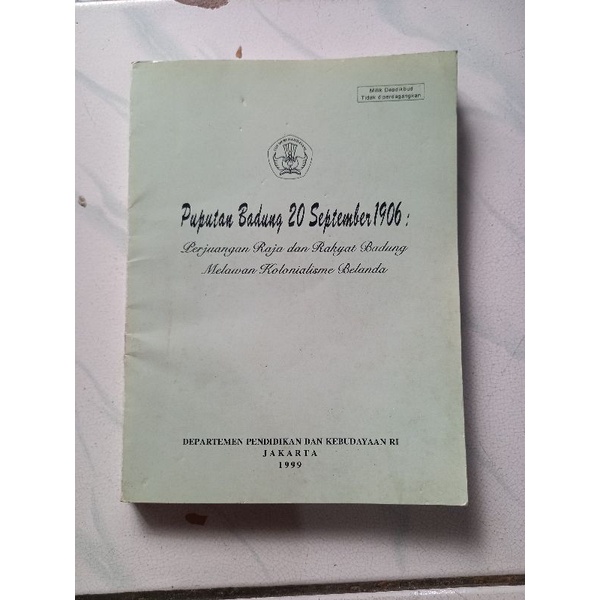 Milik Depdikbud
Tidak diperdagangkan
Puputan Badung 20 September 1906 :
Perjuangan Raja dan Rakyat Badung
Melawan Kolonialisme Belanda
DEPARTEMEN PENDIDIKAN DAN KEBUDAYAAN RI
JAKARTA
1999